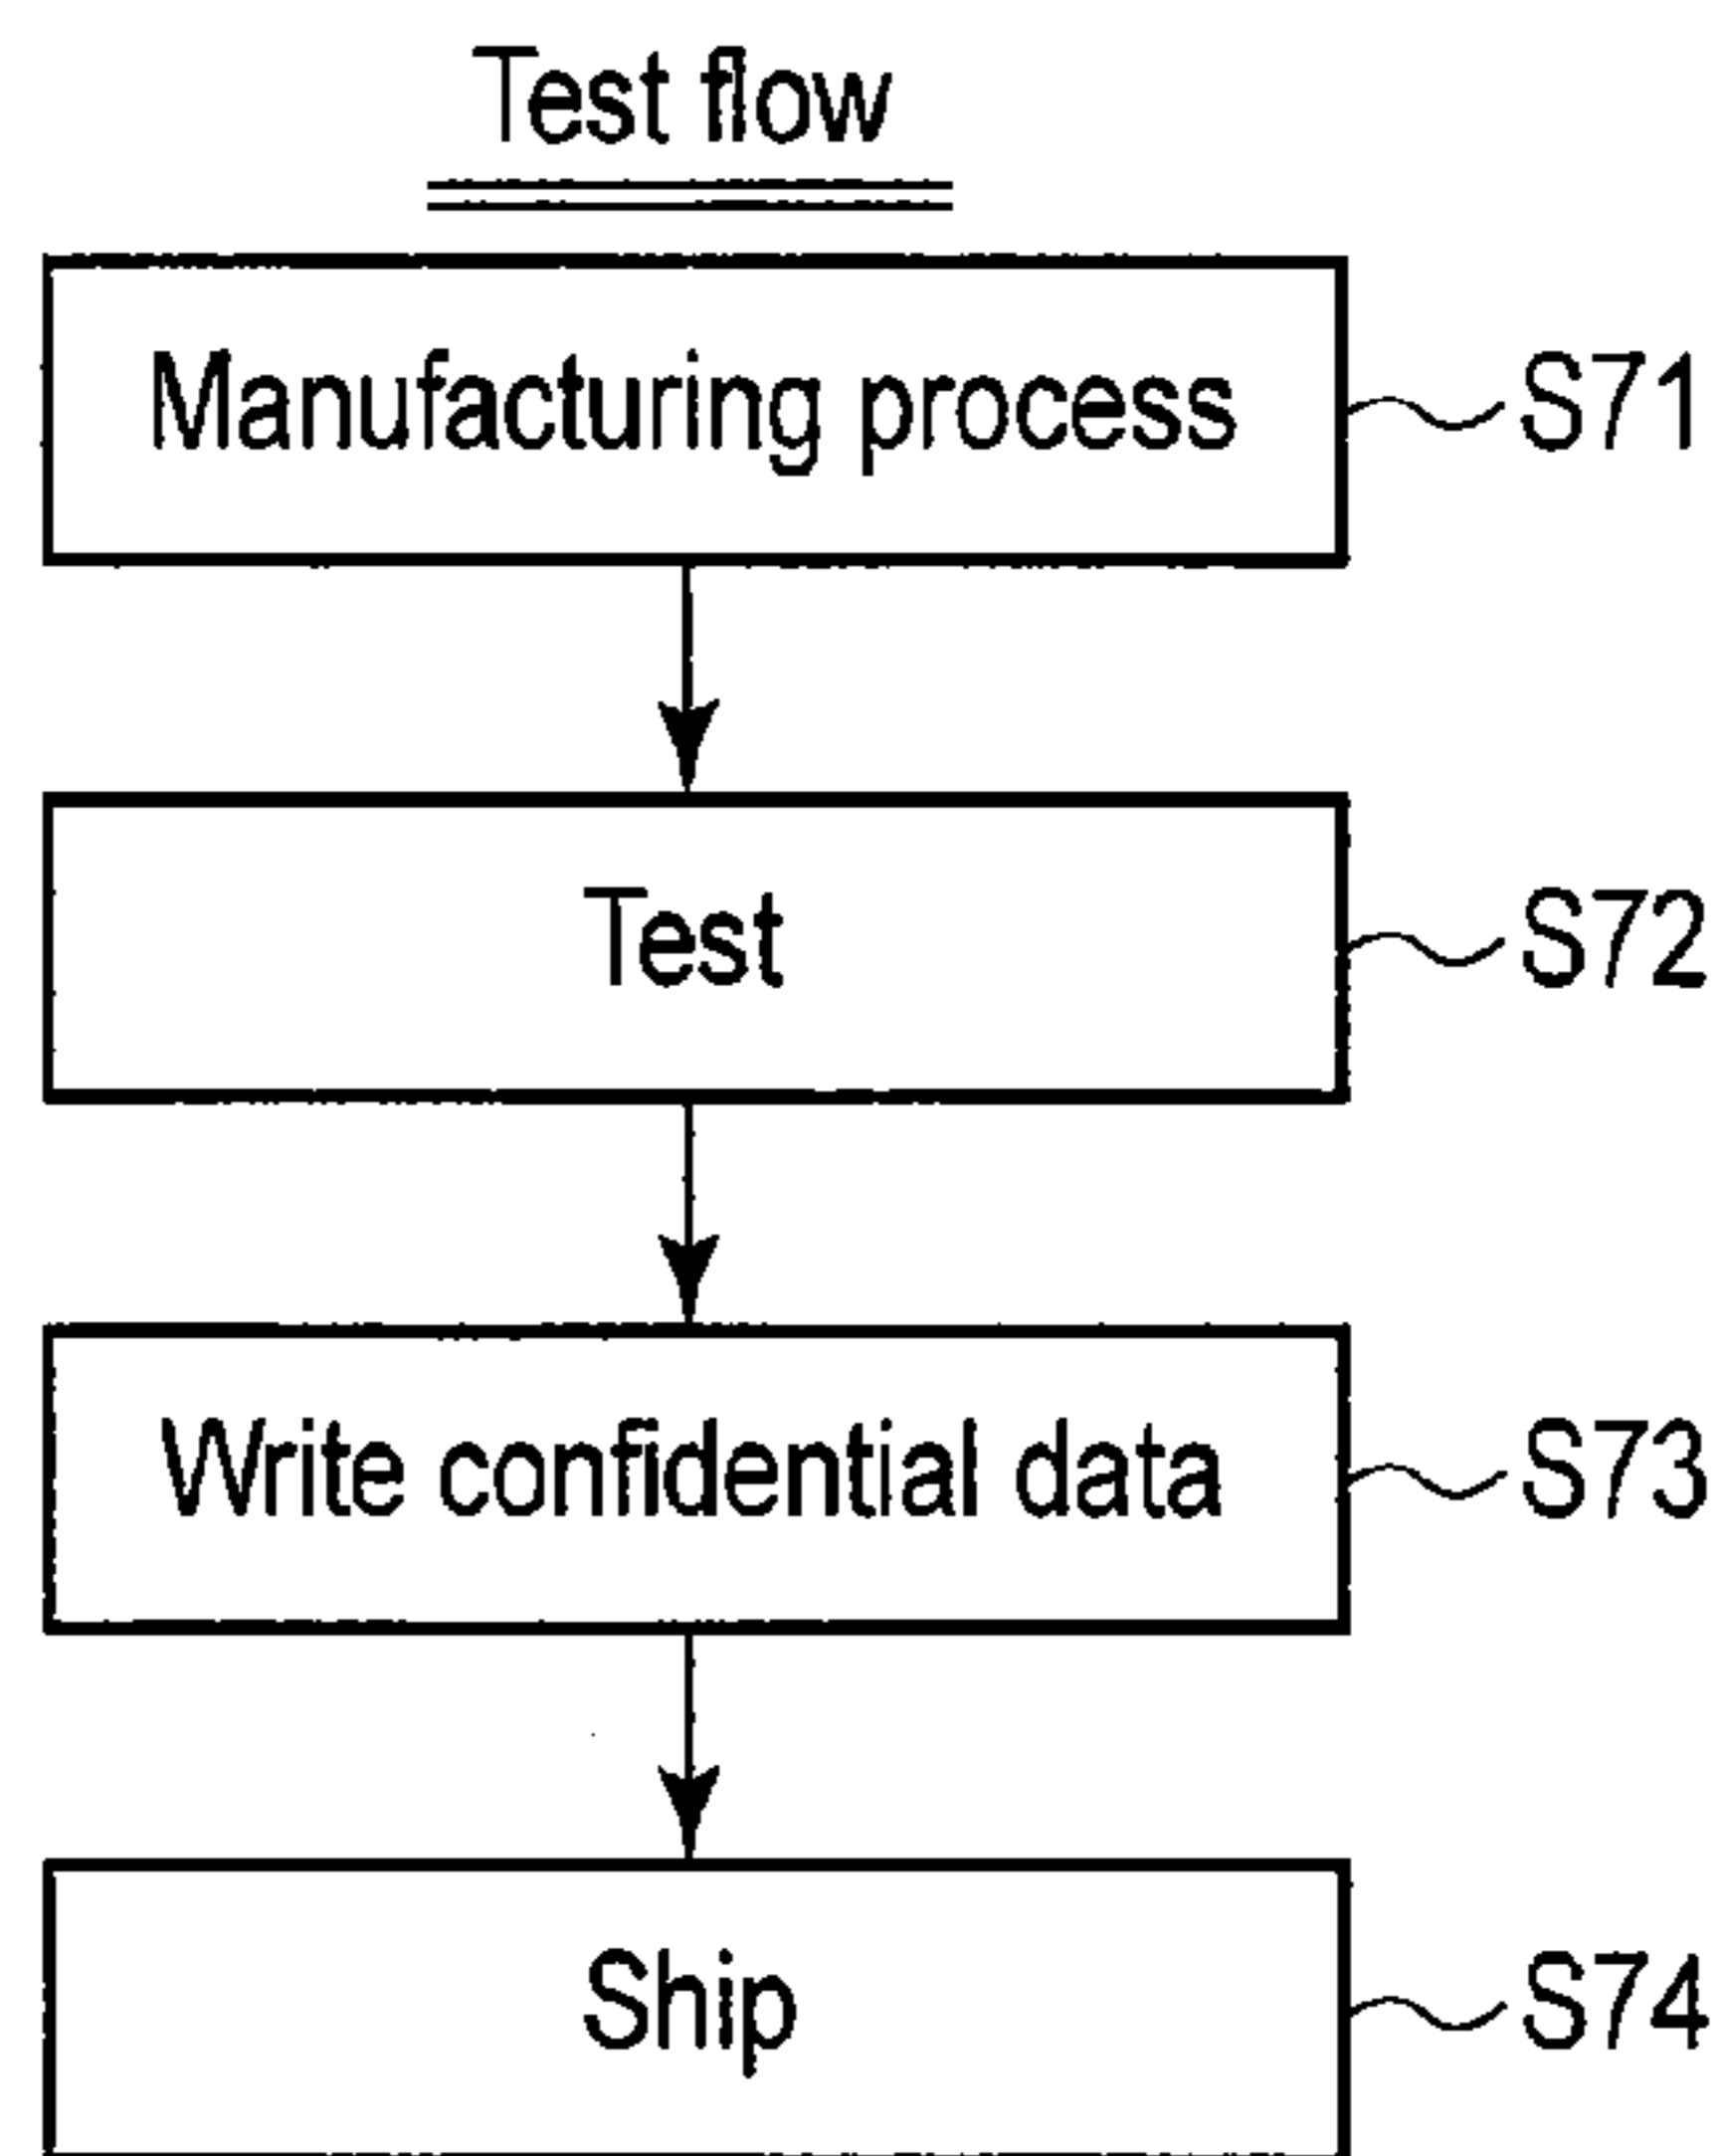 Test flow
Manufacturing process S71
Test S72
Write confidential data S73
Ship S74